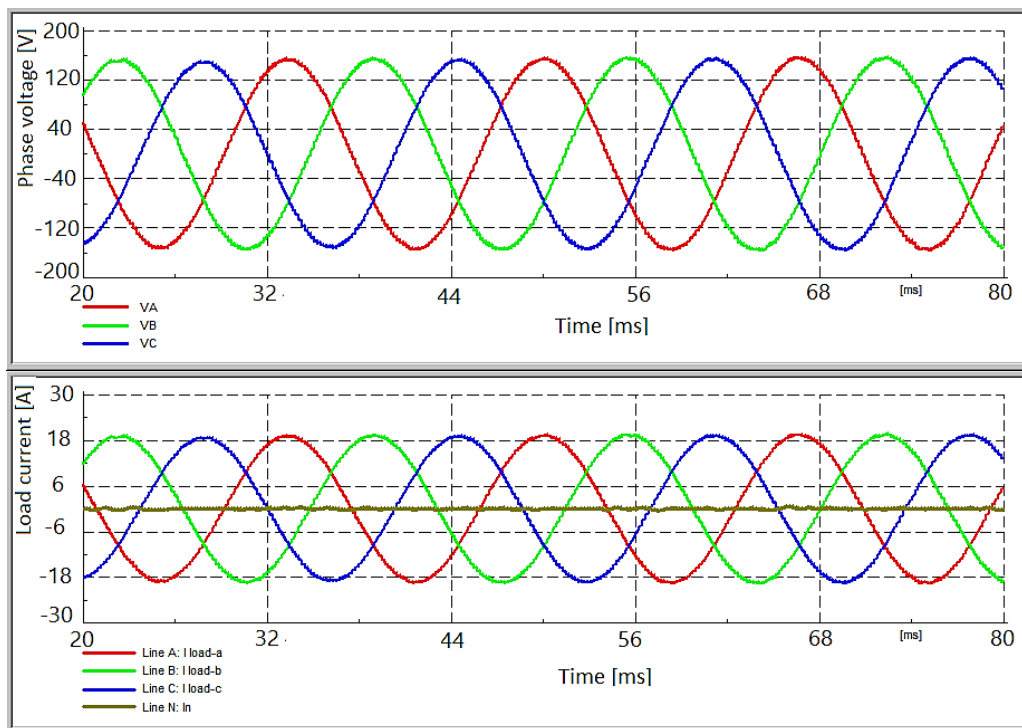 Phase voltage [V]
200
120
40
-40
-120
-200
20 32 44 56 68 [ms] 80
Time [ms]
VA
VB
VC
Load current [A]
30
18
6
-6
-18
-30
20 32 44 56 68 [ms] 80
Time [ms]
Line A: I load-a
Line B: I load-b
Line C: I load-c
Line N: In